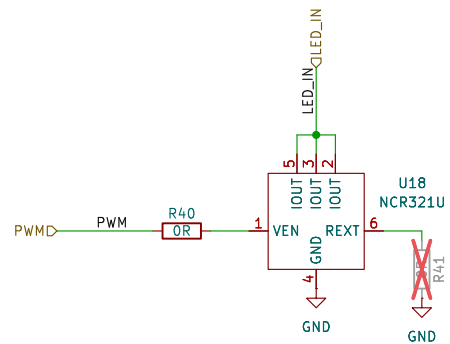 LED_IN
LED_IN
5
3
2
IOUT
IOUT
IOUT
U18
NCR321U
R40
PWM
PWM
0R
1
VEN
REXT
6
GND
4
R41
GND
GND